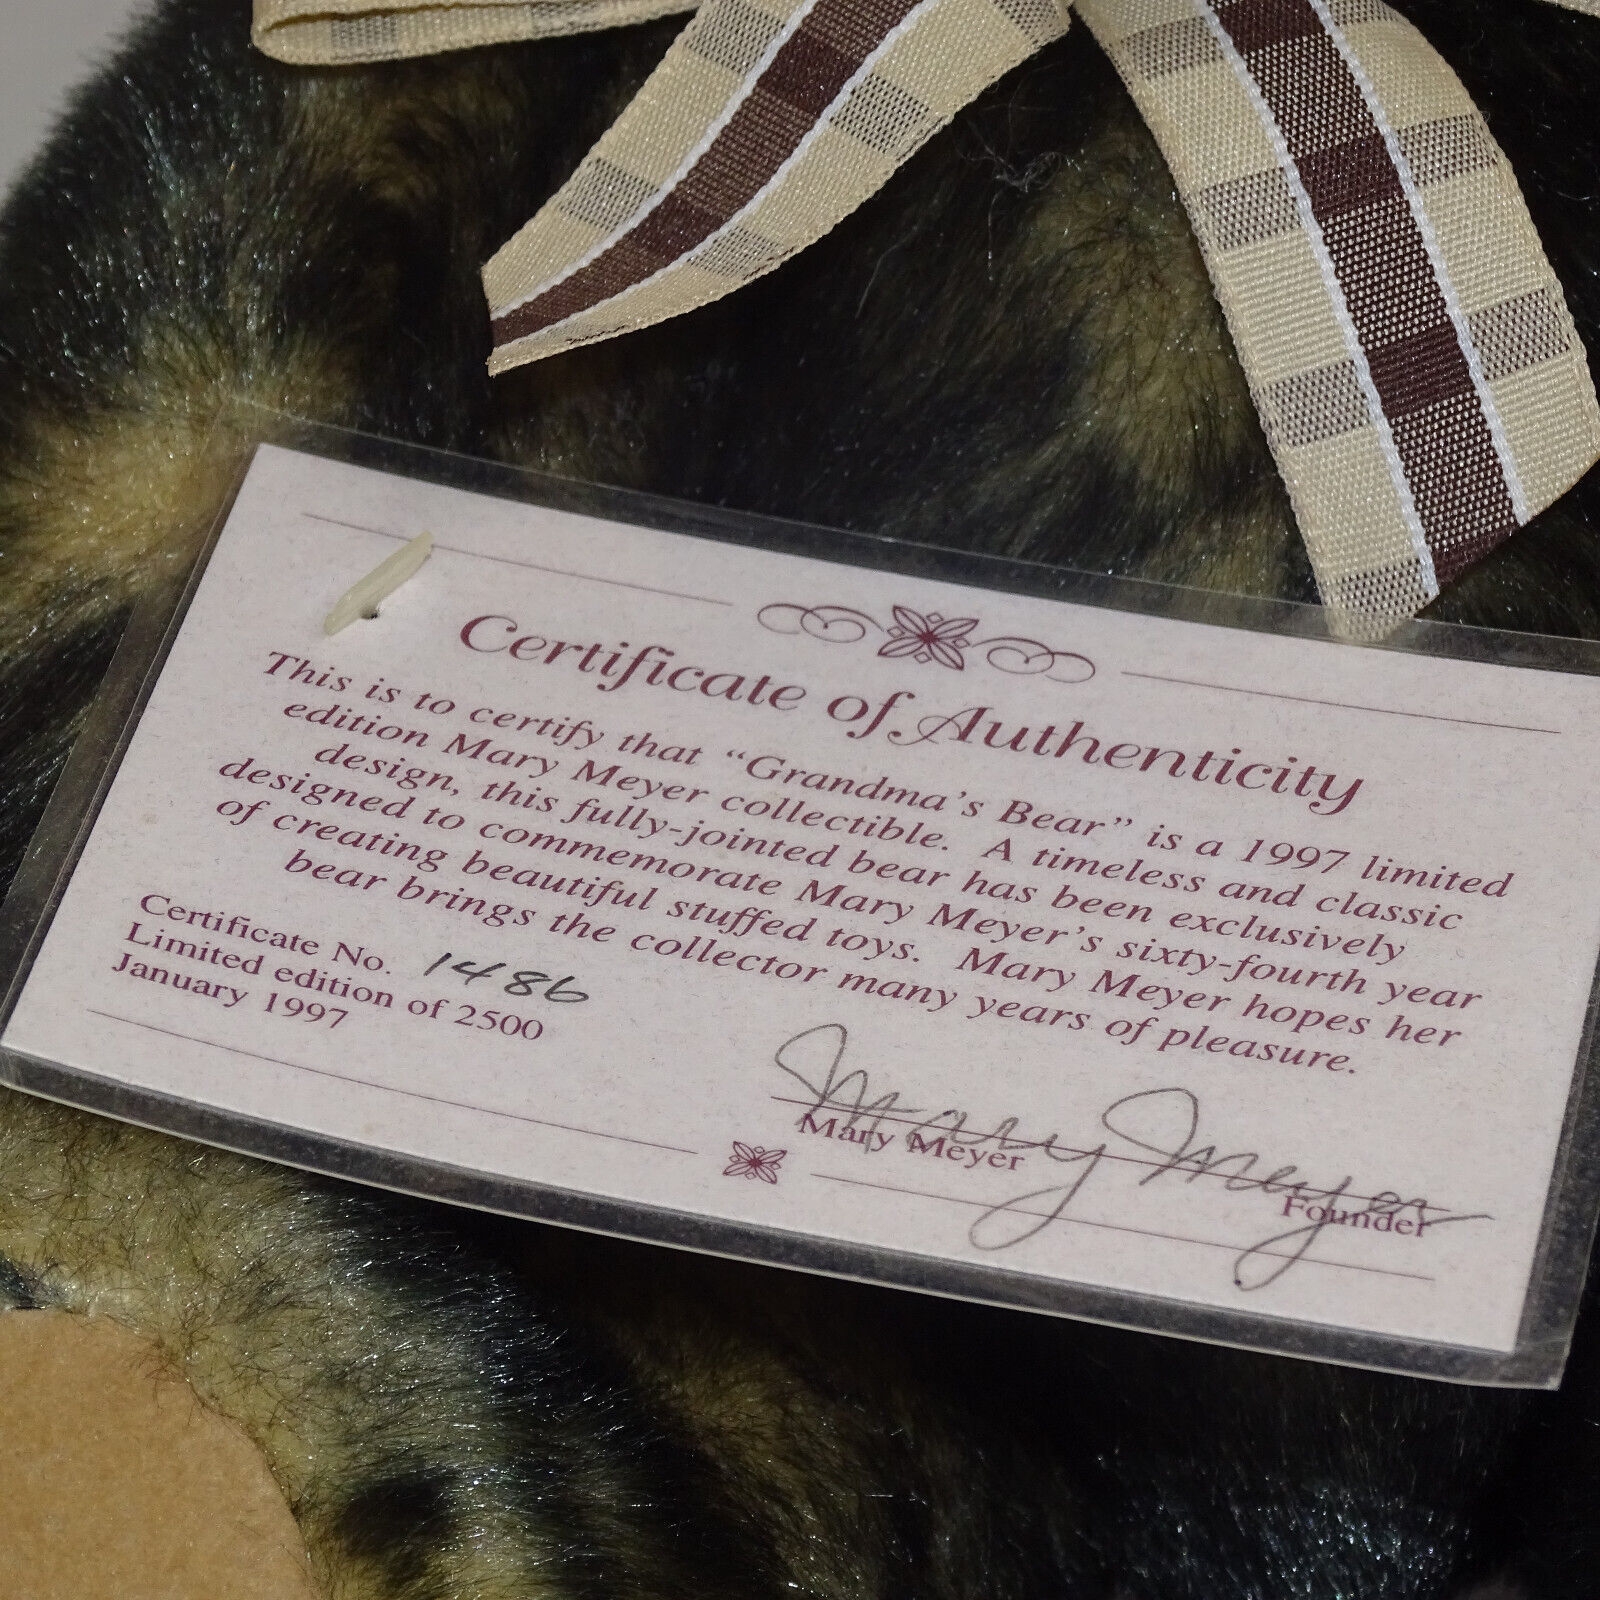 Certificate of Authenticity
This is to certify that “Grandma’s Bear” is a 1997 limited
edition Mary Meyer collectible. A timeless and classic
design, this fully-jointed bear has been exclusively
designed to commemorate Mary Meyer’s sixty-fourth year
of creating beautiful stuffed toys. Mary Meyer hopes her
bear brings the collector many years of pleasure.
Certificate No. 1486
Limited edition of 2500
January 1997
Mary Meyer
Mary Meyer Founder